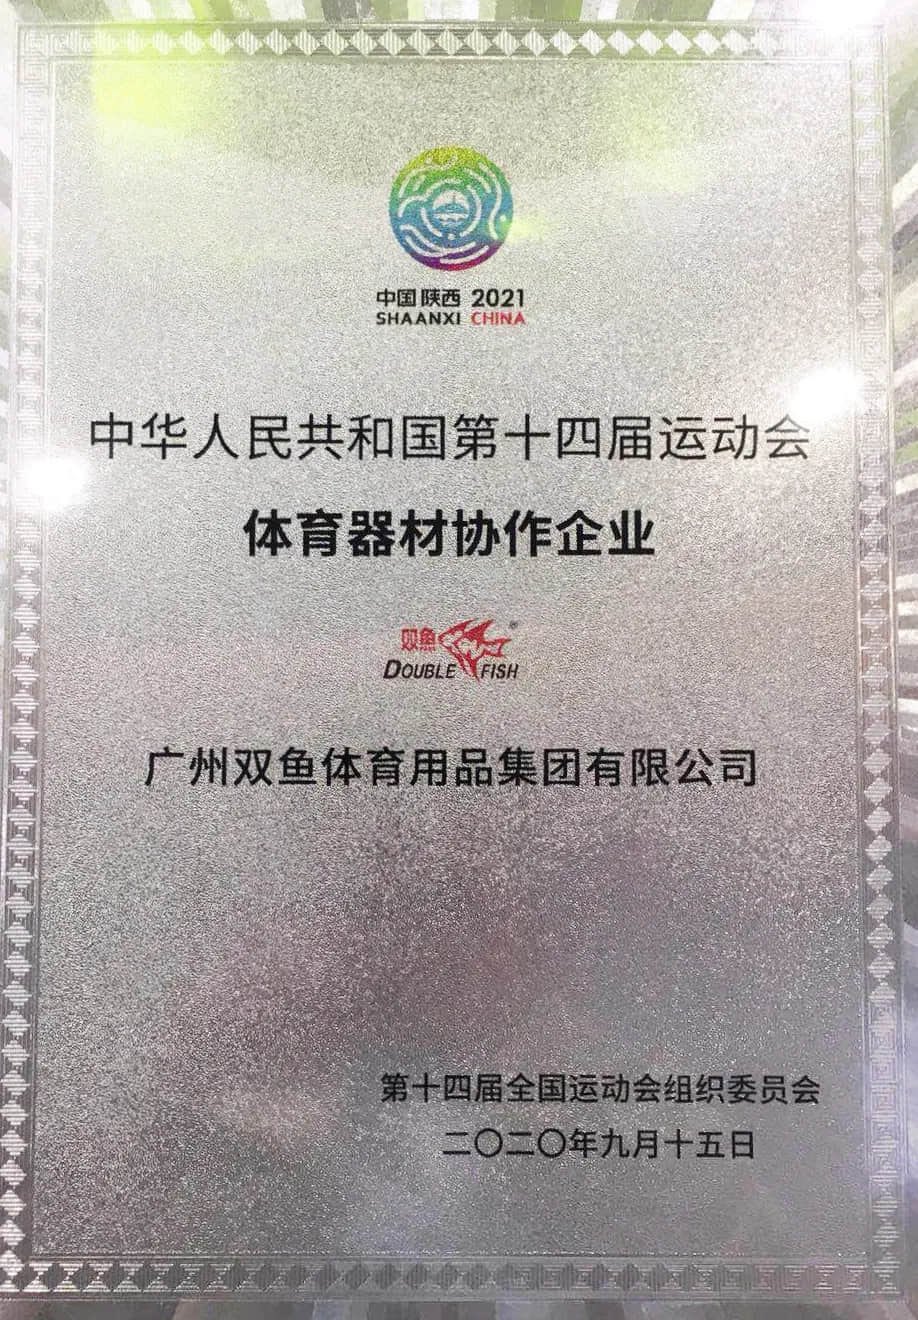 中国陕西 2021
SHAANXI CHINA
中华人民共和国第十四届运动会
体育器材协作企业
双鱼
DOUBLE FISH
广州双鱼体育用品集团有限公司
第十四届全国运动会组织委员会
二〇二〇年九月十五日